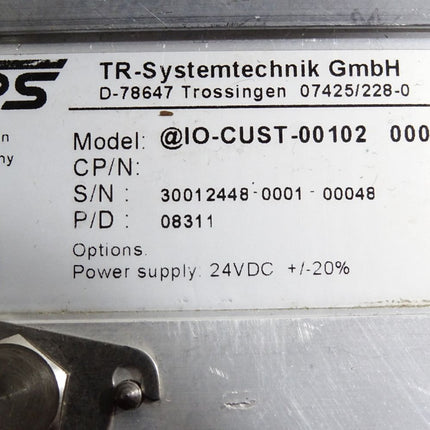 TR-Systemtechnik GmbH
D-78647 Trossingen 07425/228-0
Model: @IO-CUST-00102 000
CP/N:
S/N : 30012448-0001 - 00048
P/D : 08311
Options.
Power supply: 24VDC +/-20%